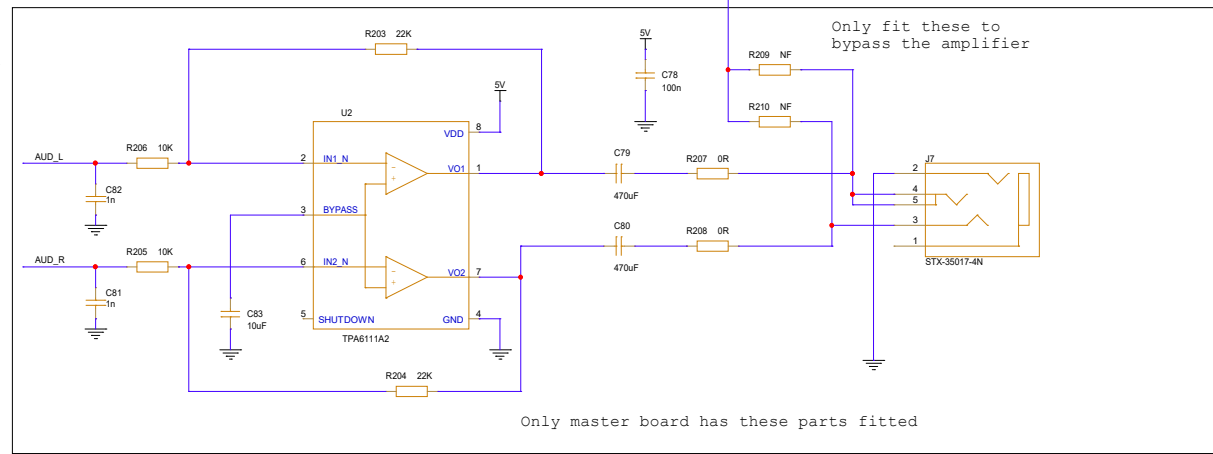 Only fit these to
bypass the amplifier
R203 22K
5V
R209 NF
C78
100n
5V
R210 NF
U2
VDD 8
J7
AUD_L
R206 10K
2 IN1_N
VO1 1
C79
470uF
R207 0R
2
4
5
3
1
STX-35017-4N
C82
1n
3 BYPASS
C80
470uF
R208 0R
AUD_R
R205 10K
6 IN2_N
VO2 7
C81
1n
C83
10uF
5 SHUTDOWN
GND 4
TPA6111A2
R204 22K
Only master board has these parts fitted